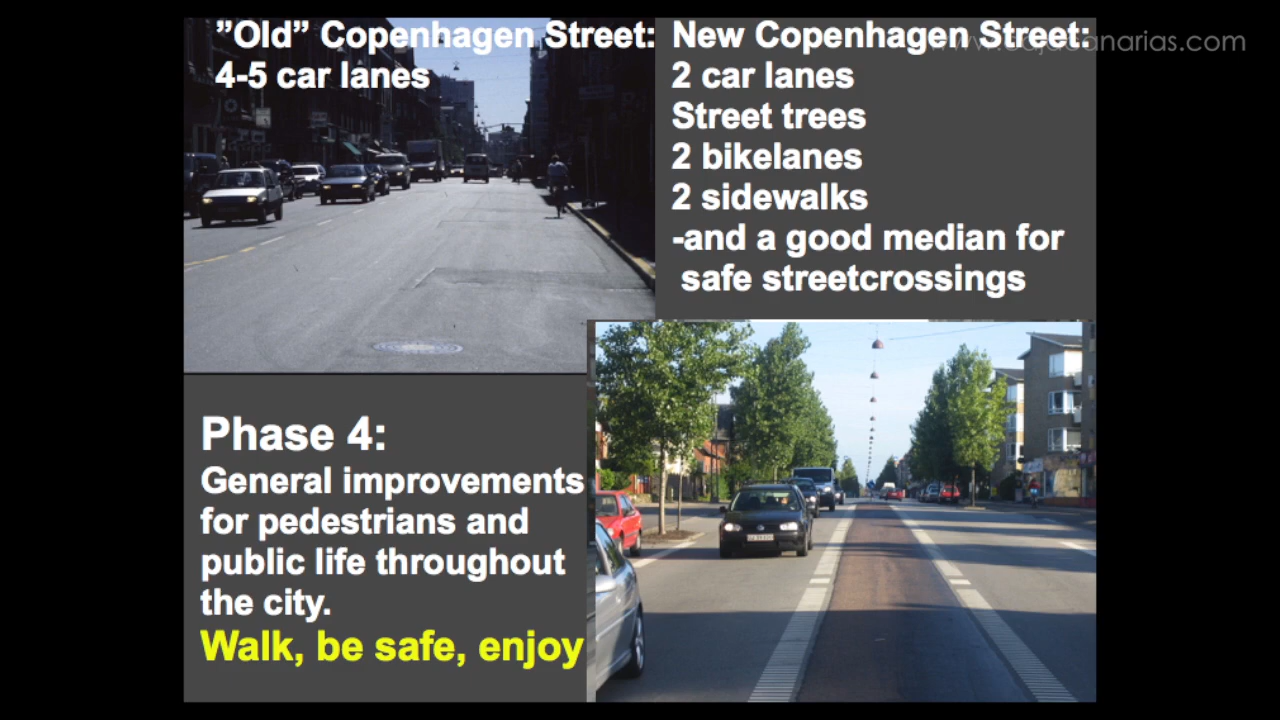 ”Old” Copenhagen Street:
4-5 car lanes
New Copenhagen Street:
2 car lanes
Street trees
2 bikelanes
2 sidewalks
-and a good median for
safe streetcrossings
Phase 4:
General improvements
for pedestrians and
public life throughout
the city.
Walk, be safe, enjoy